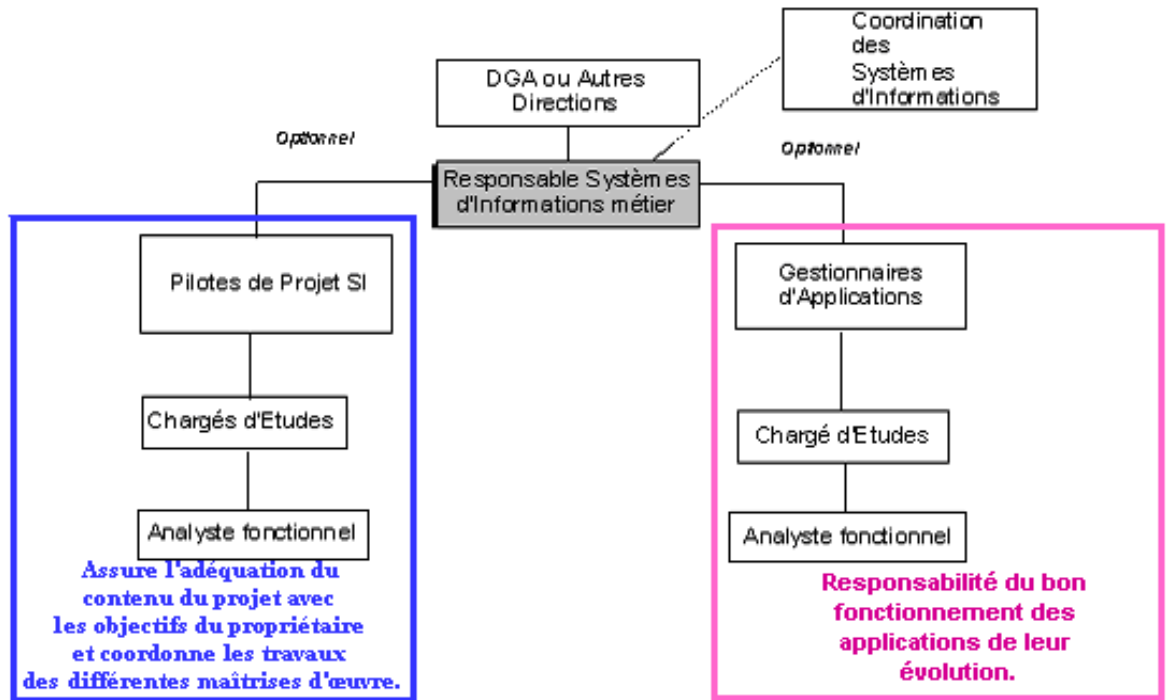 Coordination
des
Systèmes
d'Informations
DGA ou Autres
Directions
Optionnel
Optionnel
Responsable Systèmes
d'Informations métier
Pilotes de Projet SI
Chargés d'Etudes
Analyste fonctionnel
Assure l'adéquation du
contenu du projet avec
les objectifs du propriétaire
et coordonne les travaux
des différentes maîtrises d'œuvre.
Gestionnaires
d'Applications
Chargé d'Etudes
Analyste fonctionnel
Responsabilité du bon
fonctionnement des
applications de leur
évolution.